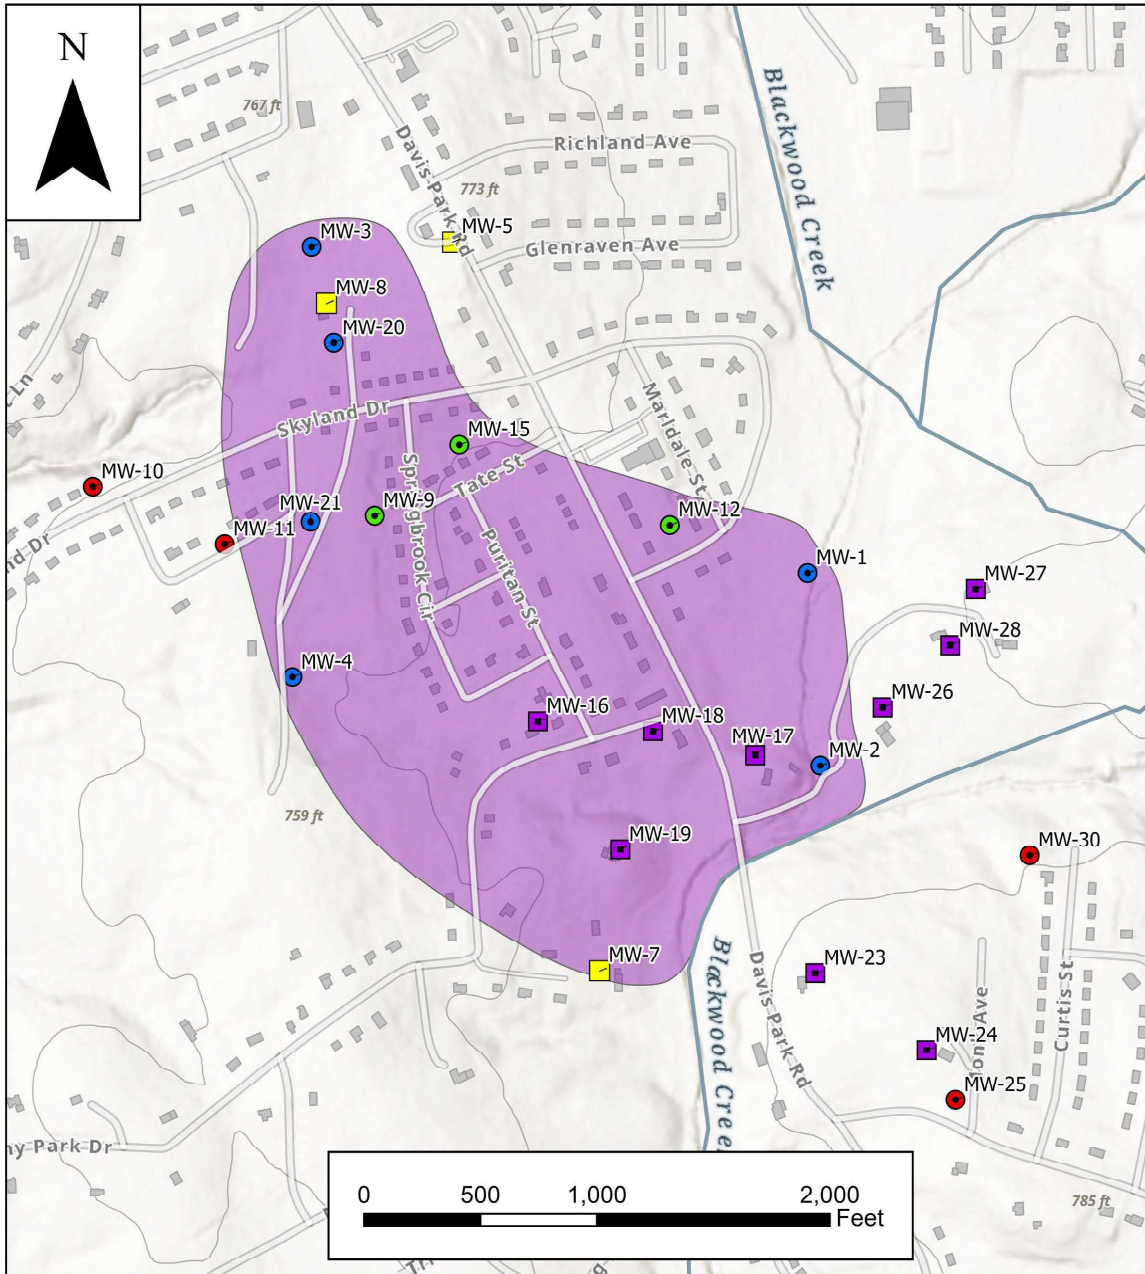 N
767 ft
Davis Park Rd
Richland Ave
Blackwood Creek
773 ft
MW-3
MW-5
Glenraven Ave
MW-8
MW-20
Ln
Skyland Dr
Marldale St
MW-15
MW-10
Tate St
MW-9
MW-21
MW-12
MW-11
Springbrook Cir
Puritan St
MW-1
MW-27
MW-28
MW-4
MW-16
MW-26
MW-18
MW-17
MW-2
759 ft
MW-19
MW-30
MW-7
Blackwood Cree
Davis Park Rd
MW-23
Curtis St
MW-24
Ave
MW-25
Park Dr
0 500 1,000 2,000
Feet
785 ft